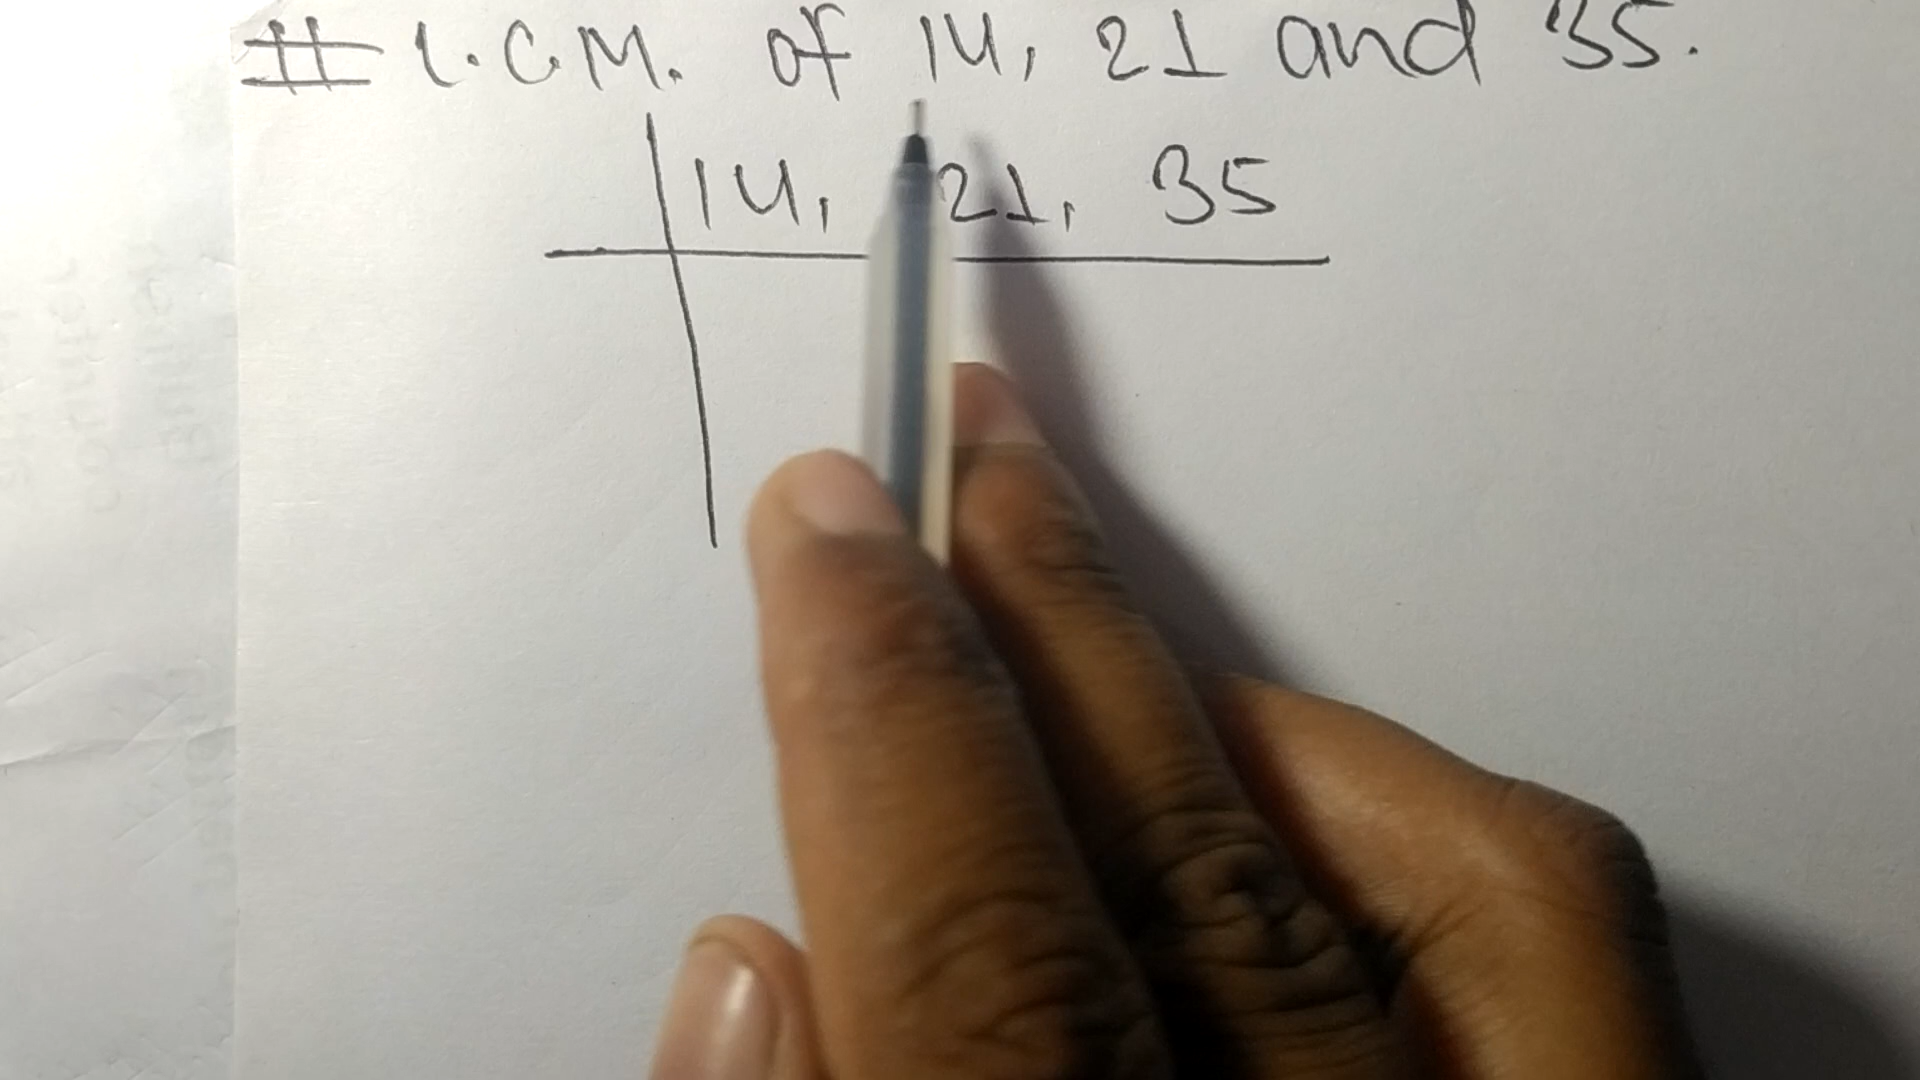 # L.C.M. of 14, 21 and 35.
14, 21, 35